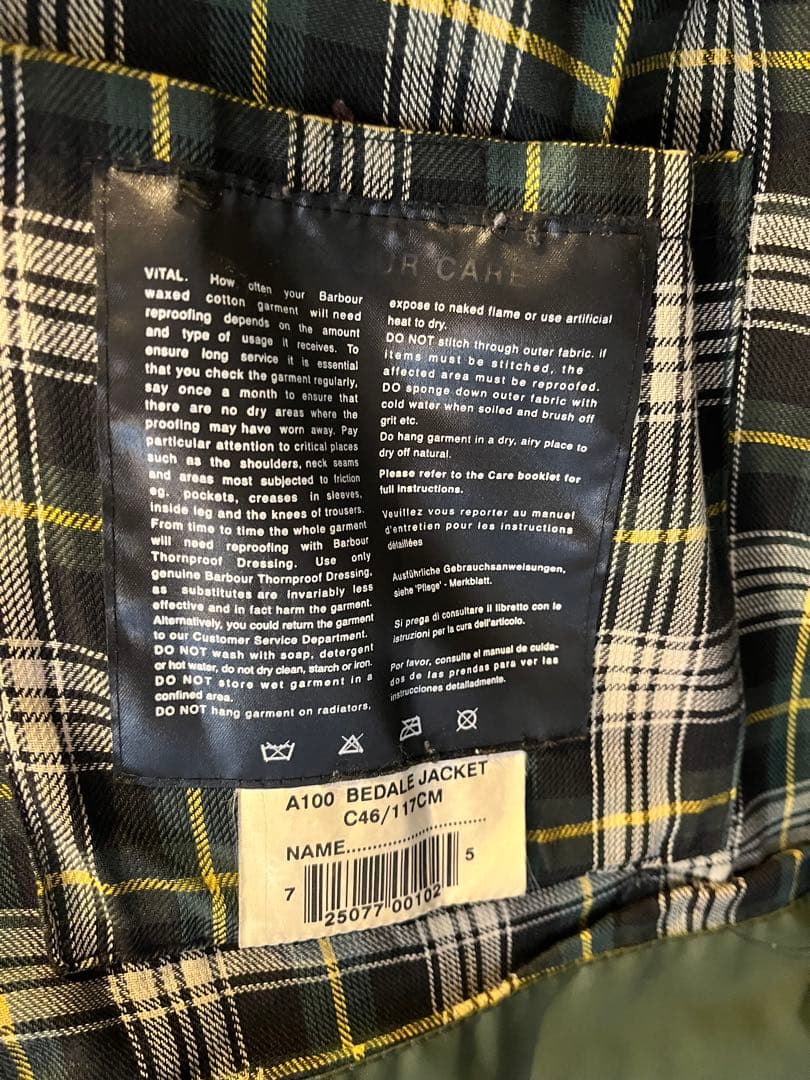 UR CARE
VITAL. How often your Barbour
waxed cotton garment will need
reproofing depends on the amount
and type of usage it receives. To
ensure long service it is essential
that you check the garment regularly,
say once a month to ensure that
there are no dry areas where the
proofing may have worn away. Pay
particular attention to critical places
such as the shoulders, neck seams
and areas most subjected to friction
eg. pockets, creases in sleeves,
inside leg and the knees of trousers.
From time to time the whole garment
will need reproofing with Barbour
Thornproof Dressing. Use only
genuine Barbour Thornproof Dressing,
as substitutes are invariably less
effective and in fact harm the garment.
Alternatively, you could return the garment
to our Customer Service Department.
DO NOT wash with soap, detergent
or hot water, do not dry clean, starch or iron.
DO NOT store wet garment in a
confined area.
DO NOT hang garment on radiators,
expose to naked flame or use artificial
heat to dry.
DO NOT stitch through outer fabric. if
items must be stitched, the
affected area must be reproofed.
DO sponge down outer fabric with
cold water when soiled and brush off
grit etc.
Do hang garment in a dry, airy place to
dry off natural.
Please refer to the Care booklet for
full Instructions.
Veuillez vous reporter au manuel
d'entretien pour les instructions
détaillées
Ausführliche Gebrauchsanweisungen,
siehe 'Pflege' - Merkblatt.
Si prega di consultare il libretto con le
istruzioni per la cura dell'articolo.
Por favor, consulte el manual de cuida-
dos de las prendas para ver las
instrucciones detalladmente.
A100 BEDALE JACKET
C46/117CM
NAME..............................
7 25077 00102 5